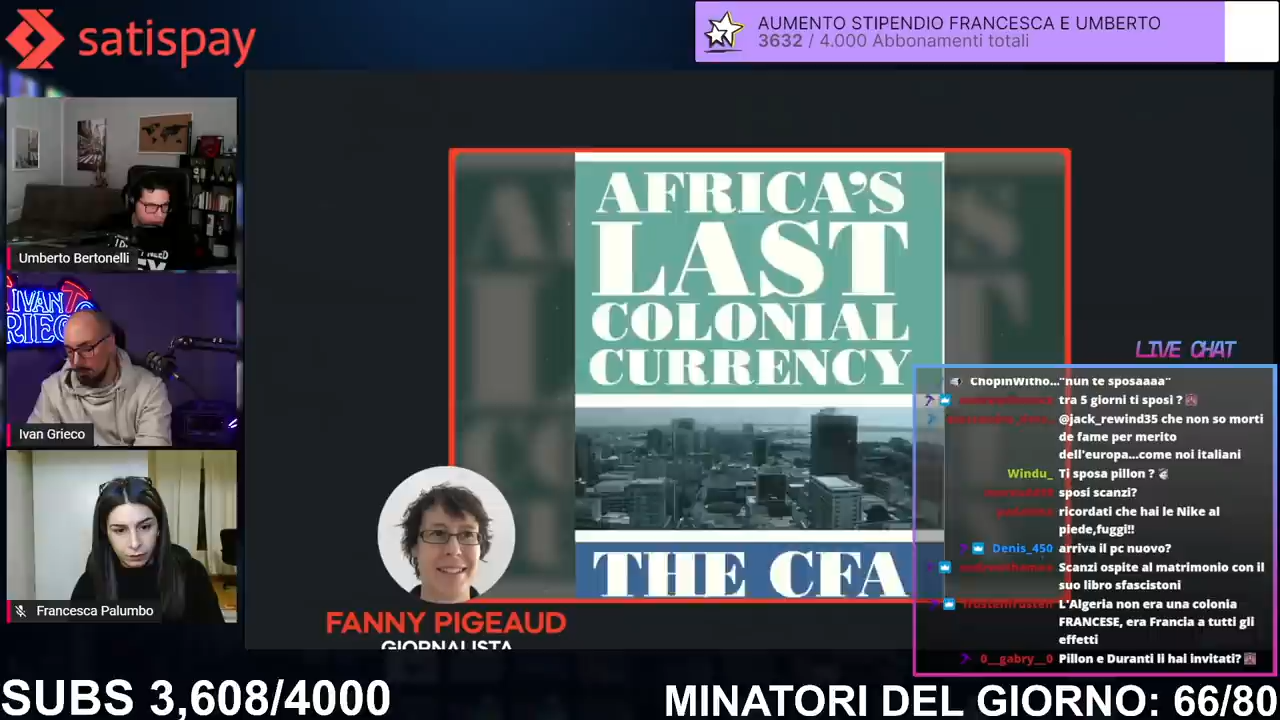 satispay
AUMENTO STIPENDIO FRANCESCA E UMBERTO
3632 / 4.000 Abbonamenti totali
Umberto Bertonelli
IVAN
GRIECO
Ivan Grieco
Francesca Palumbo
AFRICA'S
LAST
COLONIAL
CURRENCY
THE CFA
FANNY PIGEAUD
GIORNALISTA
LIVE CHAT
ChopinWitho... "nun te sposaaaa"
tra 5 giorni ti sposi ?
@jack_rewind35 che non so morti
de fame per merito
dell'europa...come noi italiani
Windu_ Ti sposa pillon ?
sposi scanzi?
ricordati che hai le Nike al
piede,fuggi!!
Denis_450 arriva il pc nuovo?
Scanzi ospite al matrimonio con il
suo libro sfascistoni
L'Algeria non era una colonia
FRANCESE, era Francia a tutti gli
effetti
0__gabry__0 Pillon e Duranti li hai invitati?
SUBS 3,608/4000
MINATORI DEL GIORNO: 66/80